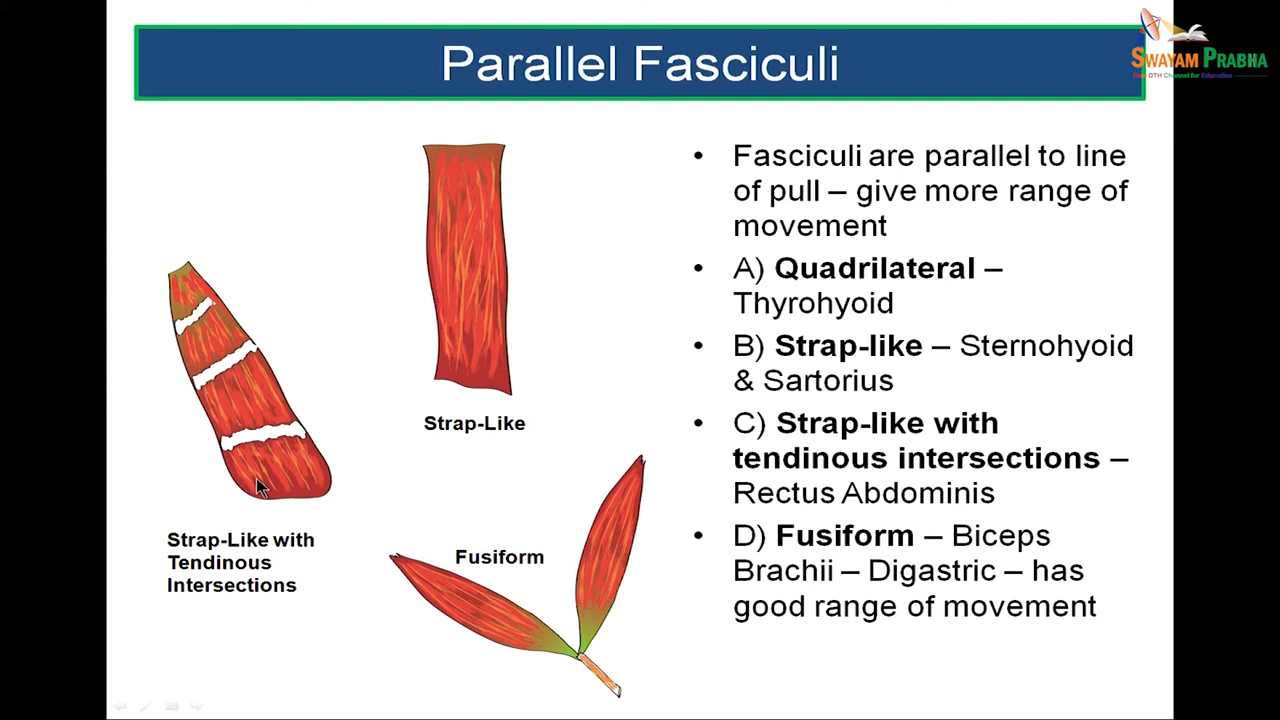 Parallel Fasciculi
SWAYAM PRABHA
Free DTH Channel for Education
• Fasciculi are parallel to line
of pull – give more range of
movement
• A) Quadrilateral –
Thyrohyoid
• B) Strap-like – Sternohyoid
& Sartorius
• C) Strap-like with
tendinous intersections –
Rectus Abdominis
• D) Fusiform – Biceps
Brachii – Digastric – has
good range of movement
Strap-Like
Strap-Like with
Tendinous
Intersections
Fusiform